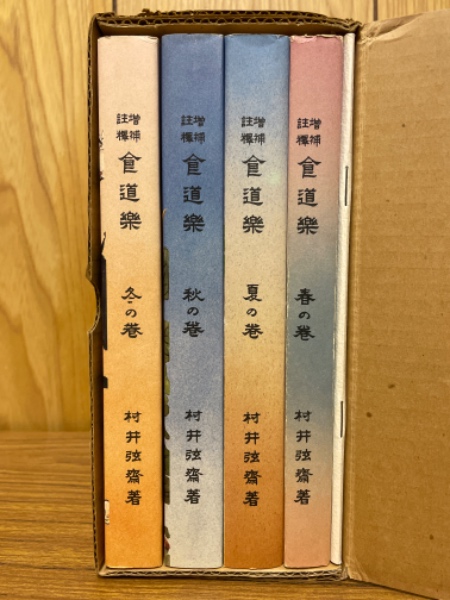 増補
註釋
食道樂
春の巻
村井弦齋著
増補
註釋
食道樂
夏の巻
村井弦齋著
増補
註釋
食道樂
秋の巻
村井弦齋著
増補
註釋
食道樂
冬の巻
村井弦齋著